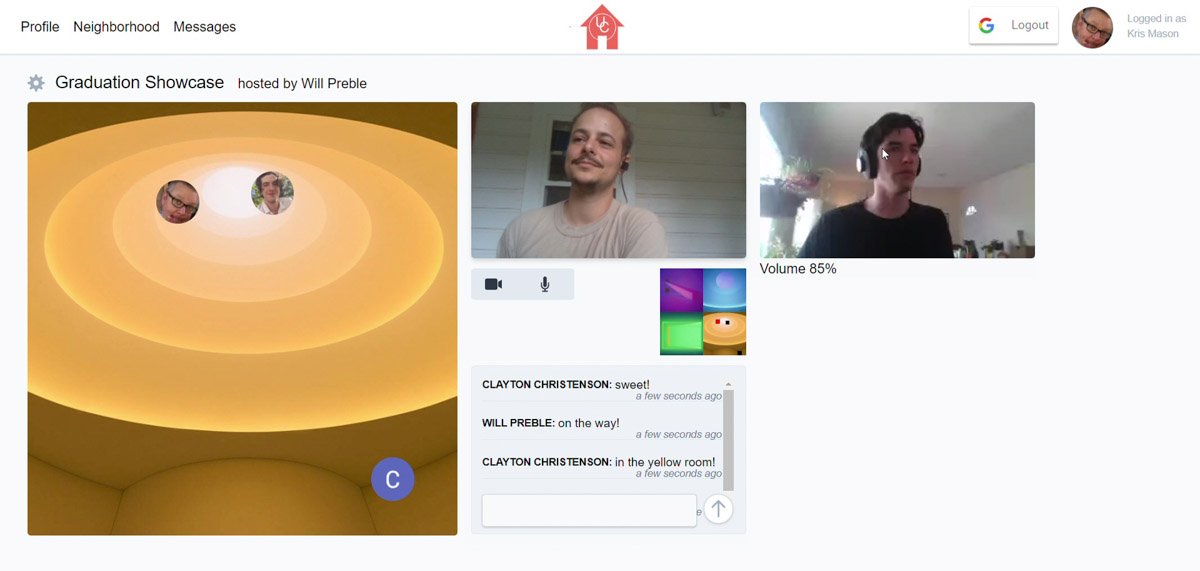 Profile Neighborhood Messages
UC
Logout
Logged in as
Kris Mason
Graduation Showcase hosted by Will Preble
C
Volume 85%
CLAYTON CHRISTENSON: sweet!
a few seconds ago
WILL PREBLE: on the way!
a few seconds ago
CLAYTON CHRISTENSON: in the yellow room!
a few seconds ago
e